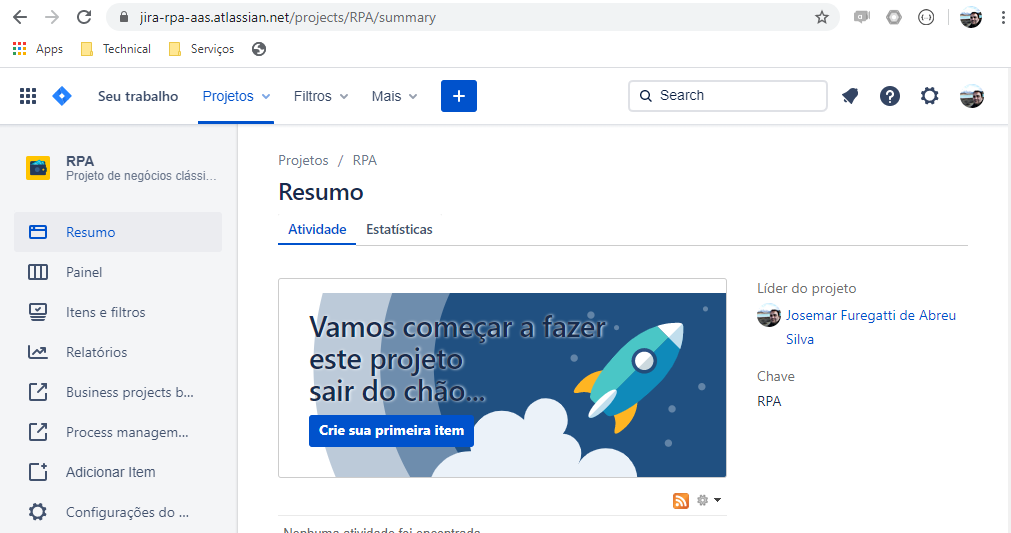 jira-rpa-aas.atlassian.net/projects/RPA/summary
Apps Technical Serviços
Seu trabalho Projetos Filtros Mais + Search
RPA
Projeto de negócios clássi...
Resumo
Painel
Itens e filtros
Relatórios
Business projects b...
Process managem...
Adicionar Item
Configurações do ...
Projetos / RPA
Resumo
Atividade Estatísticas
Vamos começar a fazer
este projeto
sair do chão...
Crie sua primeira item
Líder do projeto
Josemar Furegatti de Abreu
Silva
Chave
RPA
Nenhuma atividade foi encontrada